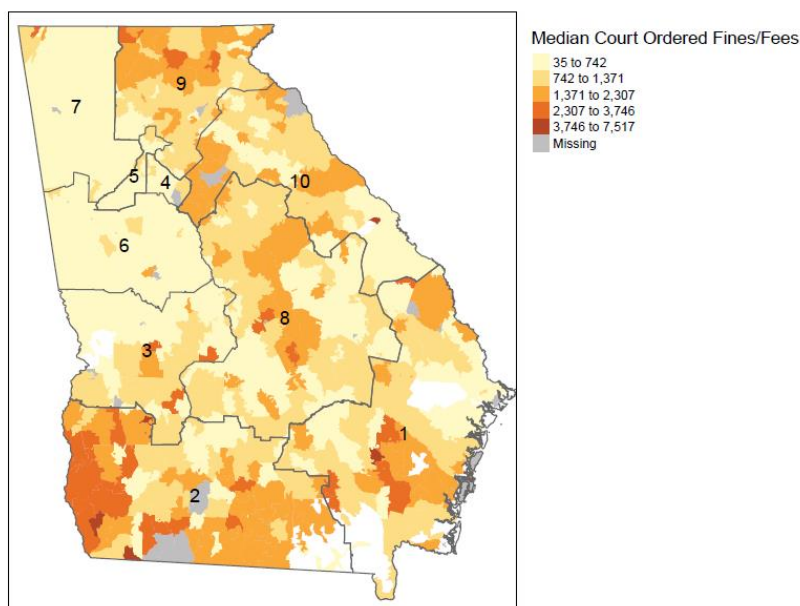 Median Court Ordered Fines/Fees
35 to 742
742 to 1,371
1,371 to 2,307
2,307 to 3,746
3,746 to 7,517
Missing
9
7
5
4
10
6
8
3
1
2